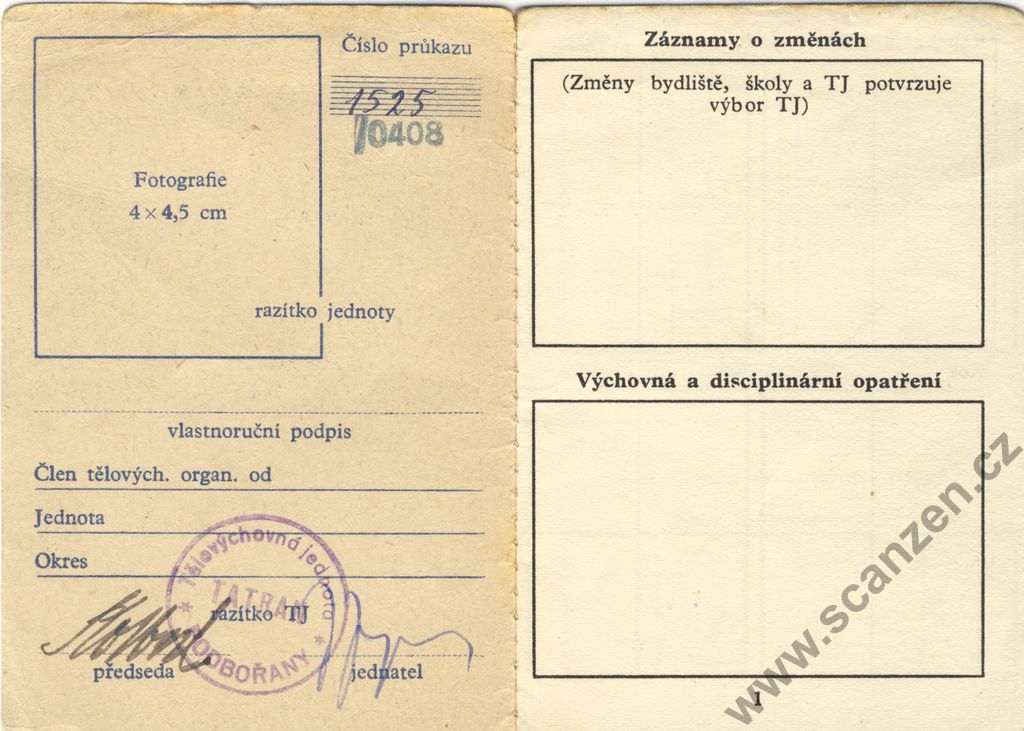 Číslo průkazu
1525
0408
Fotografie
4 × 4,5 cm
razítko jednoty
vlastnoruční podpis
Člen tělových. organ. od
Jednota
Okres
Tělovýchovná jednota
TATRAN
PODBOŘANY
razítko TJ
předseda
jednatel
Záznamy o změnách
(Změny bydliště, školy a TJ potvrzuje
výbor TJ)
Výchovná a disciplinární opatření
1
www.scanzen.cz